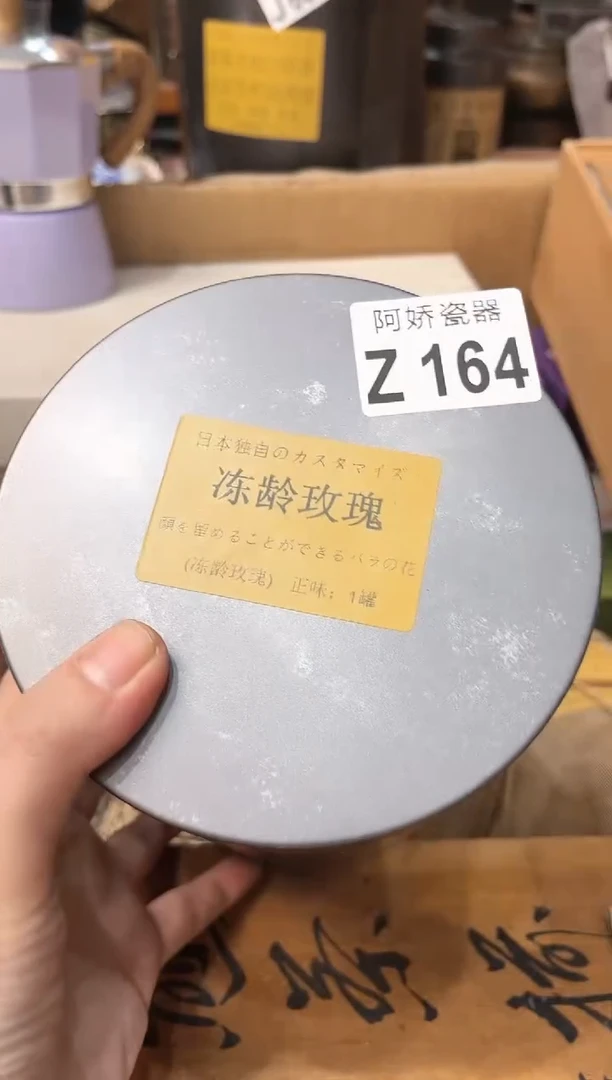 阿娇瓷器
Z 164
日本独自のカスタマイズ
冻龄玫瑰
顔を留めることができるバラの花
(冻龄玫瑰) 正味：1罐